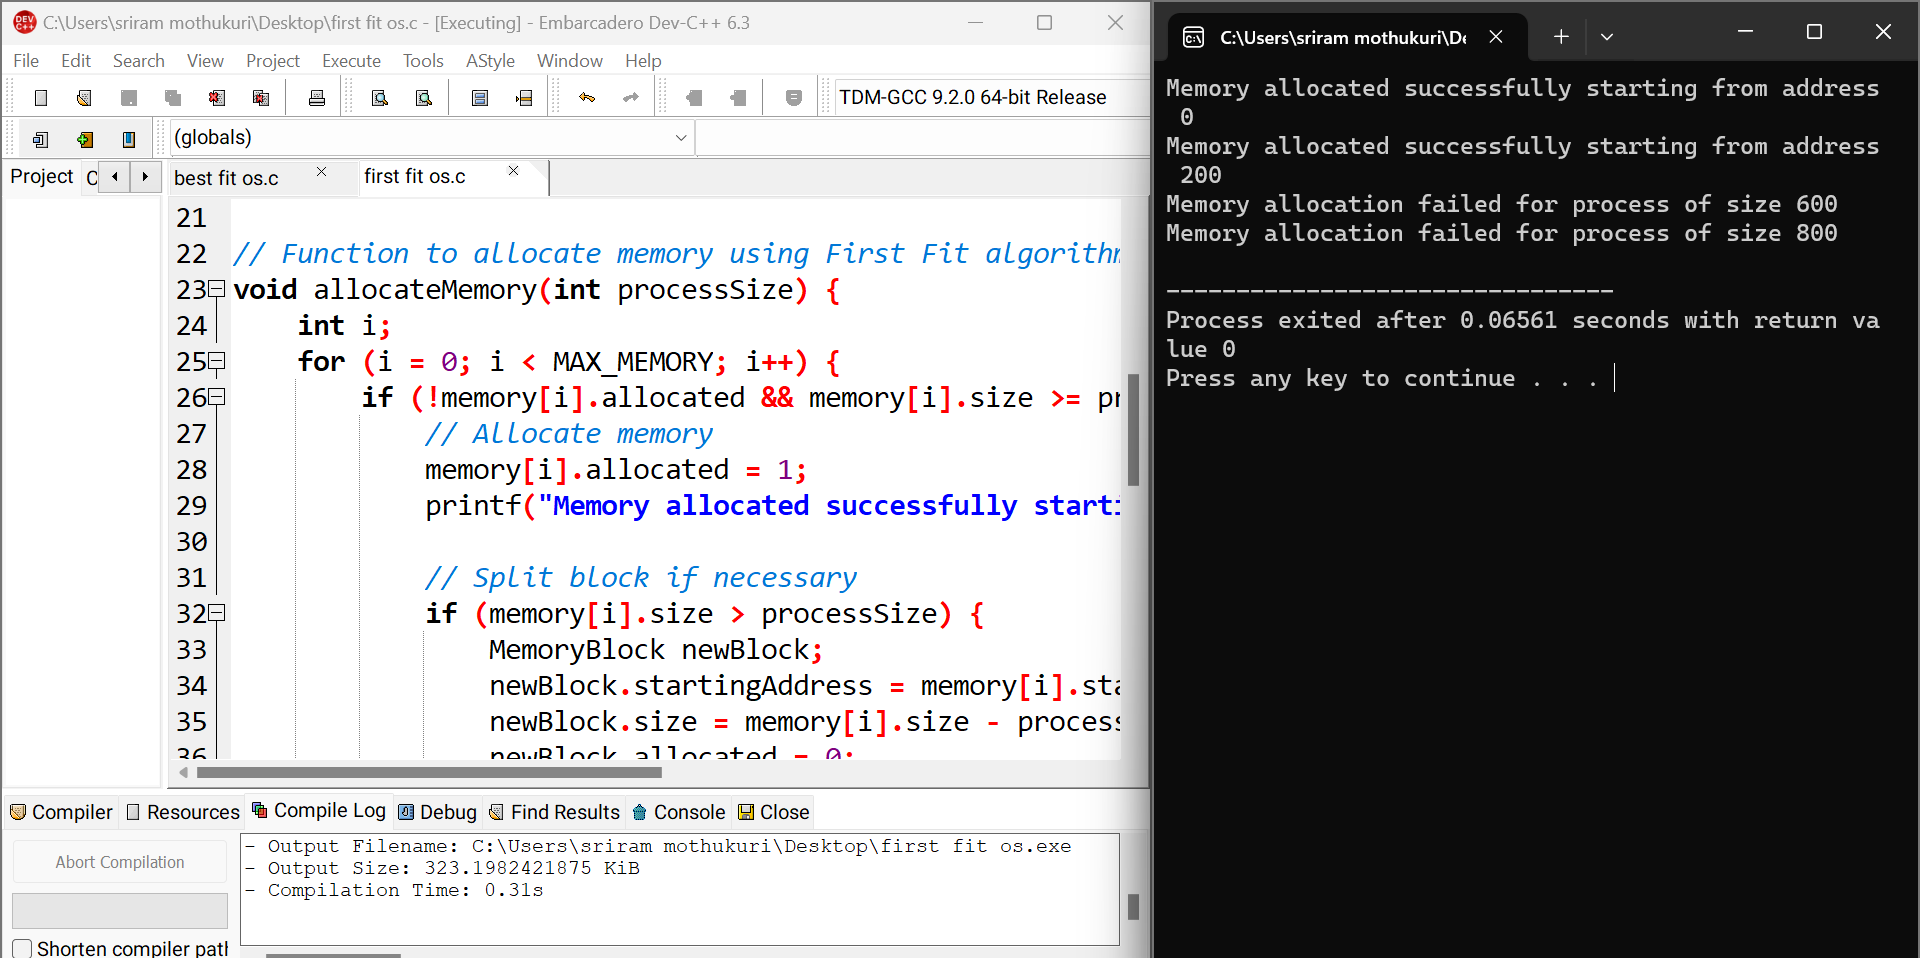 C:\Users\sriram mothukuri\Desktop\first fit os.c - [Executing] - Embarcadero Dev-C++ 6.3
File Edit Search View Project Execute Tools AStyle Window Help
TDM-GCC 9.2.0 64-bit Release
(globals)
Project C
best fit os.c
first fit os.c
21
22 // Function to allocate memory using First Fit algorithm
23 void allocateMemory(int processSize) {
24 int i;
25 for (i = 0; i < MAX_MEMORY; i++) {
26 if (!memory[i].allocated && memory[i].size >= pr
27 // Allocate memory
28 memory[i].allocated = 1;
29 printf("Memory allocated successfully starti
30
31 // Split block if necessary
32 if (memory[i].size > processSize) {
33 MemoryBlock newBlock;
34 newBlock.startingAddress = memory[i].sta
35 newBlock.size = memory[i].size - process
36 newBlock.allocated = 0;
Compiler Resources Compile Log Debug Find Results Console Close
Abort Compilation
Shorten compiler path
- Output Filename: C:\Users\sriram mothukuri\Desktop\first fit os.exe
- Output Size: 323.1982421875 KiB
- Compilation Time: 0.31s
C:\Users\sriram mothukuri\De
Memory allocated successfully starting from address
0
Memory allocated successfully starting from address
200
Memory allocation failed for process of size 600
Memory allocation failed for process of size 800
--------------------------------
Process exited after 0.06561 seconds with return va
lue 0
Press any key to continue . . .